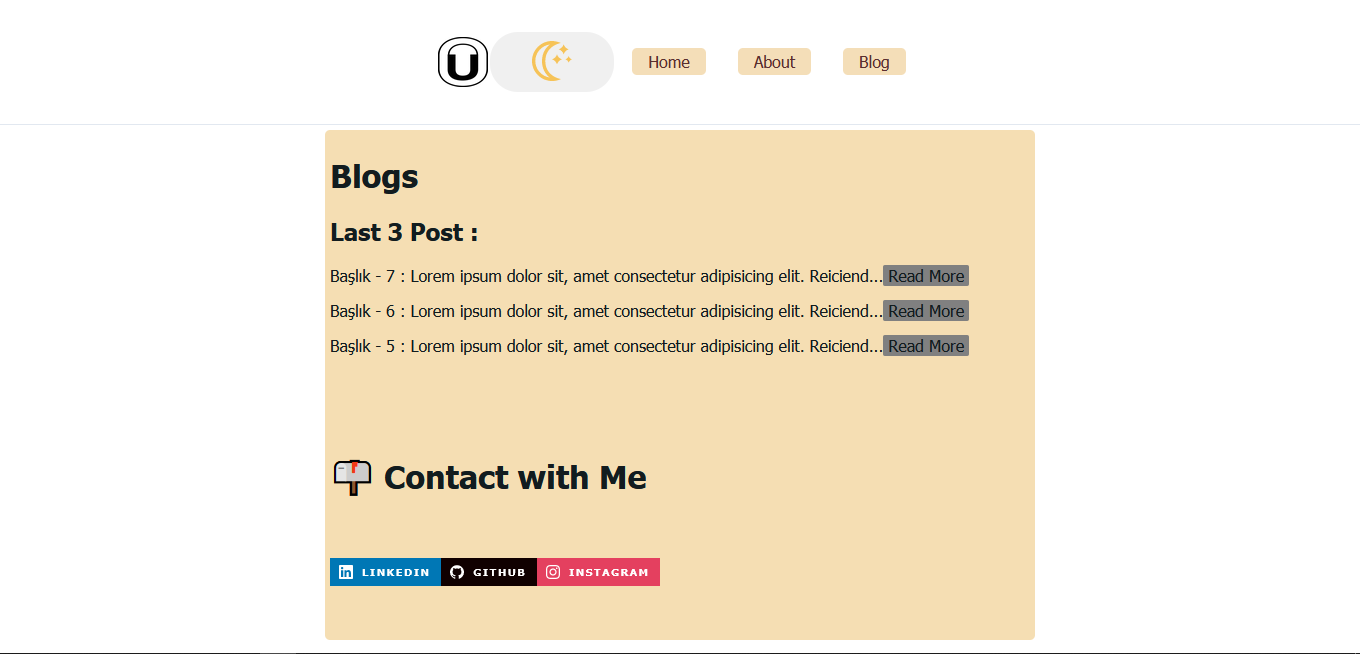 U Home About Blog
Blogs
Last 3 Post :
Başlık - 7 : Lorem ipsum dolor sit, amet consectetur adipisicing elit. Reiciend...Read More
Başlık - 6 : Lorem ipsum dolor sit, amet consectetur adipisicing elit. Reiciend...Read More
Başlık - 5 : Lorem ipsum dolor sit, amet consectetur adipisicing elit. Reiciend...Read More
Contact with Me
LINKEDIN GITHUB INSTAGRAM